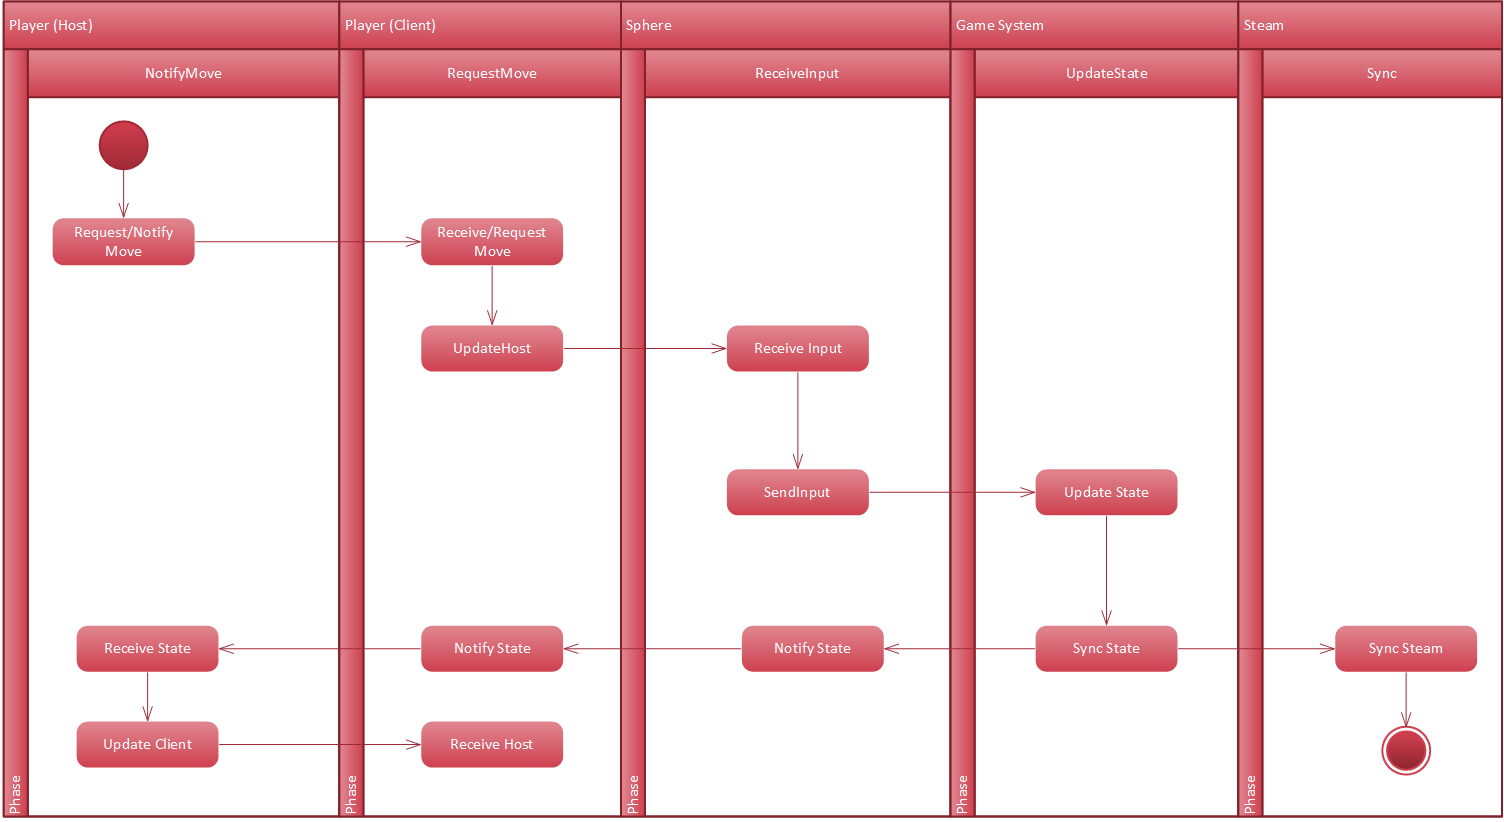 Player (Host)
Player (Client)
Sphere
Game System
Steam
NotifyMove
RequestMove
ReceiveInput
UpdateState
Sync
Request/Notify
Move
Receive/Request
Move
UpdateHost
Receive Input
SendInput
Update State
Receive State
Notify State
Notify State
Sync State
Sync Steam
Update Client
Receive Host
Phase
Phase
Phase
Phase
Phase